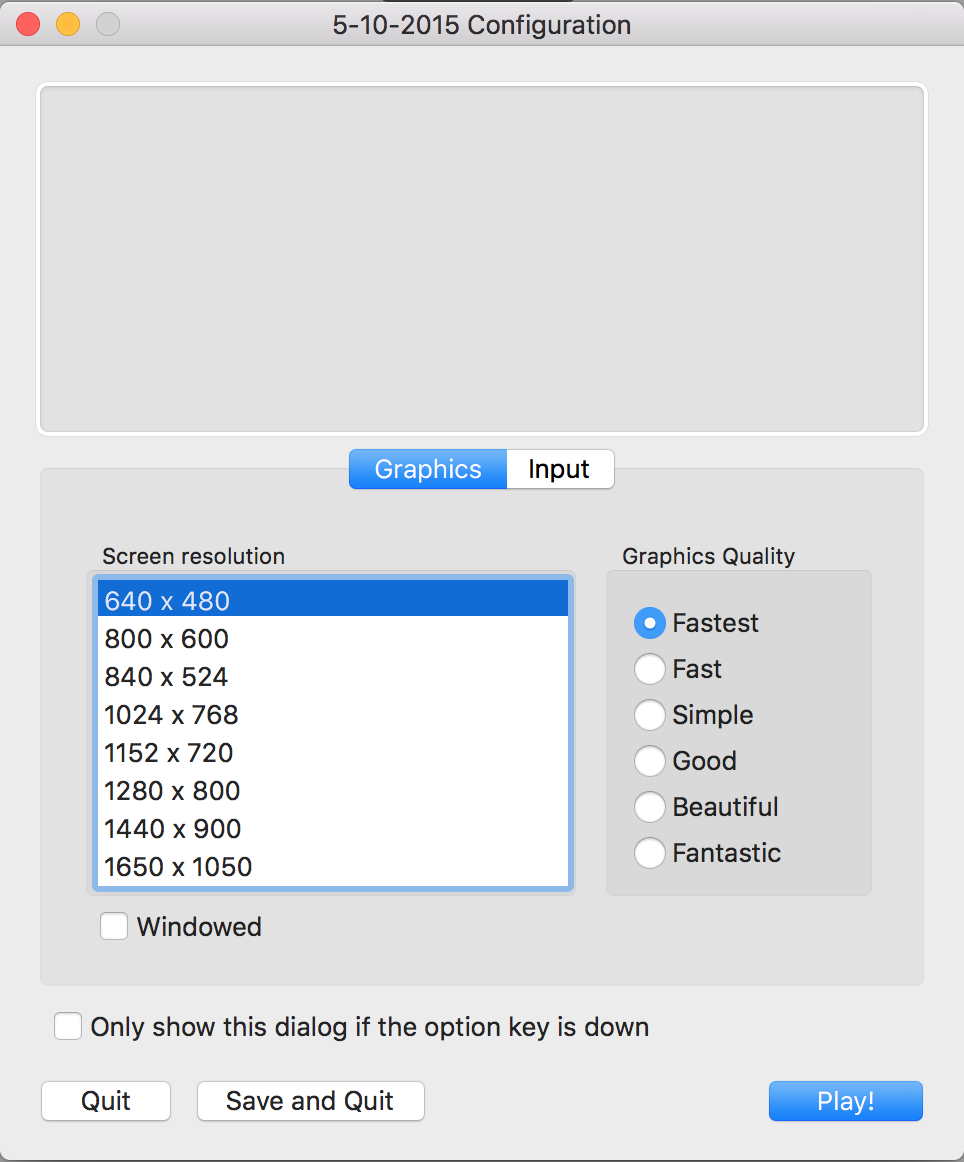 5-10-2015 Configuration
Graphics Input
Screen resolution
640 x 480
800 x 600
840 x 524
1024 x 768
1152 x 720
1280 x 800
1440 x 900
1650 x 1050
Windowed
Graphics Quality
Fastest
Fast
Simple
Good
Beautiful
Fantastic
Only show this dialog if the option key is down
Quit Save and Quit Play!